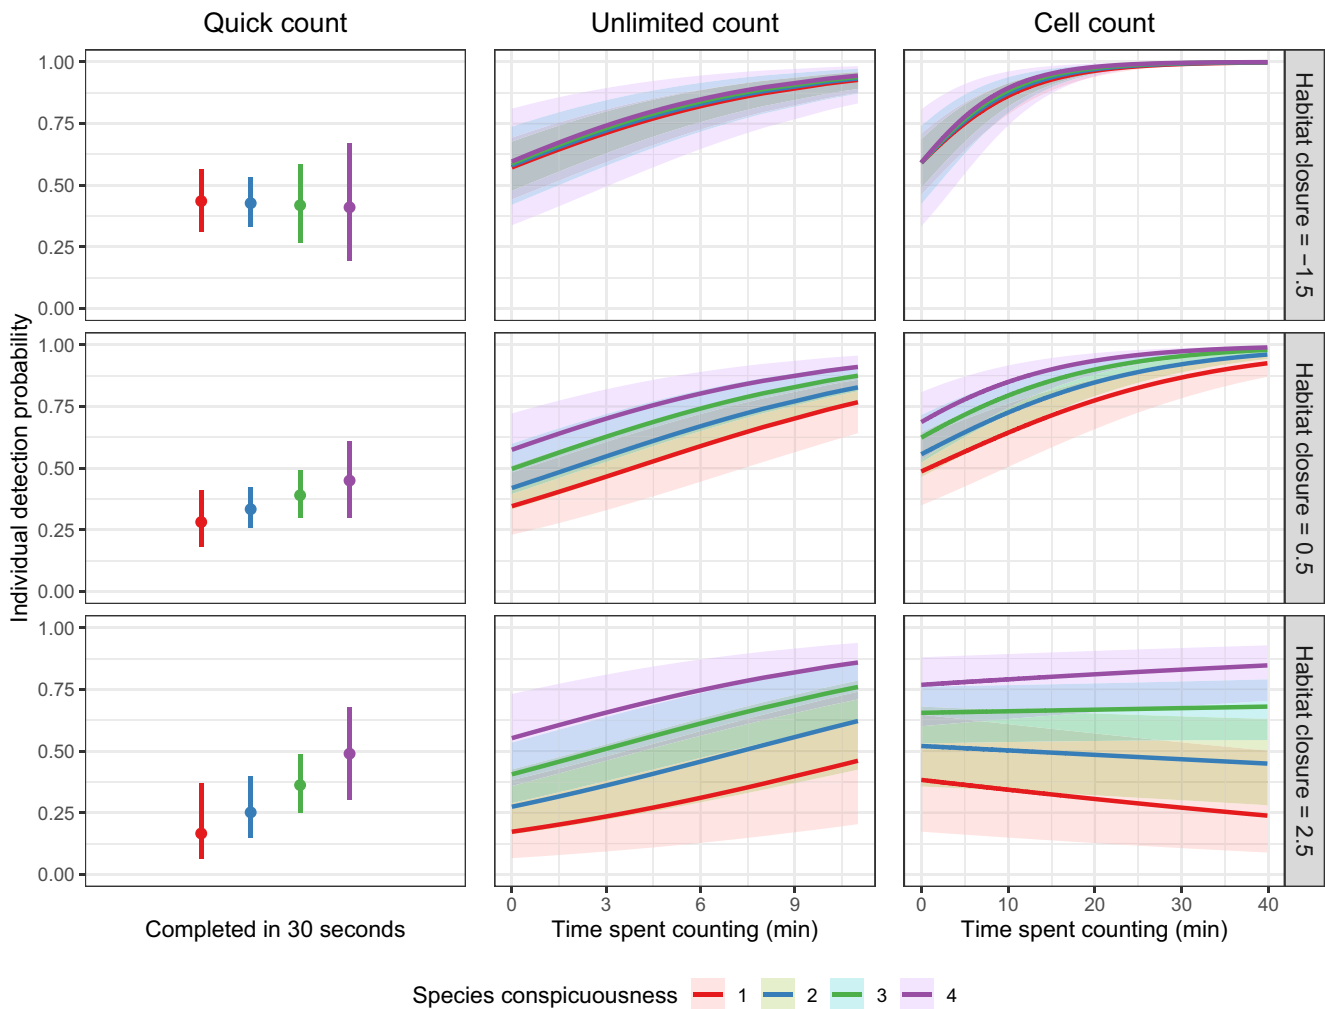 Quick count
Unlimited count
Cell count
Individual detection probability
1.00
0.75
0.50
0.25
0.00
Habitat closure = −1.5
1.00
0.75
0.50
0.25
0.00
Habitat closure = 0.5
1.00
0.75
0.50
0.25
0.00
Habitat closure = 2.5
0 3 6 9
0 10 20 30 40
Completed in 30 seconds
Time spent counting (min)
Time spent counting (min)
Species conspicuousness 1 2 3 4